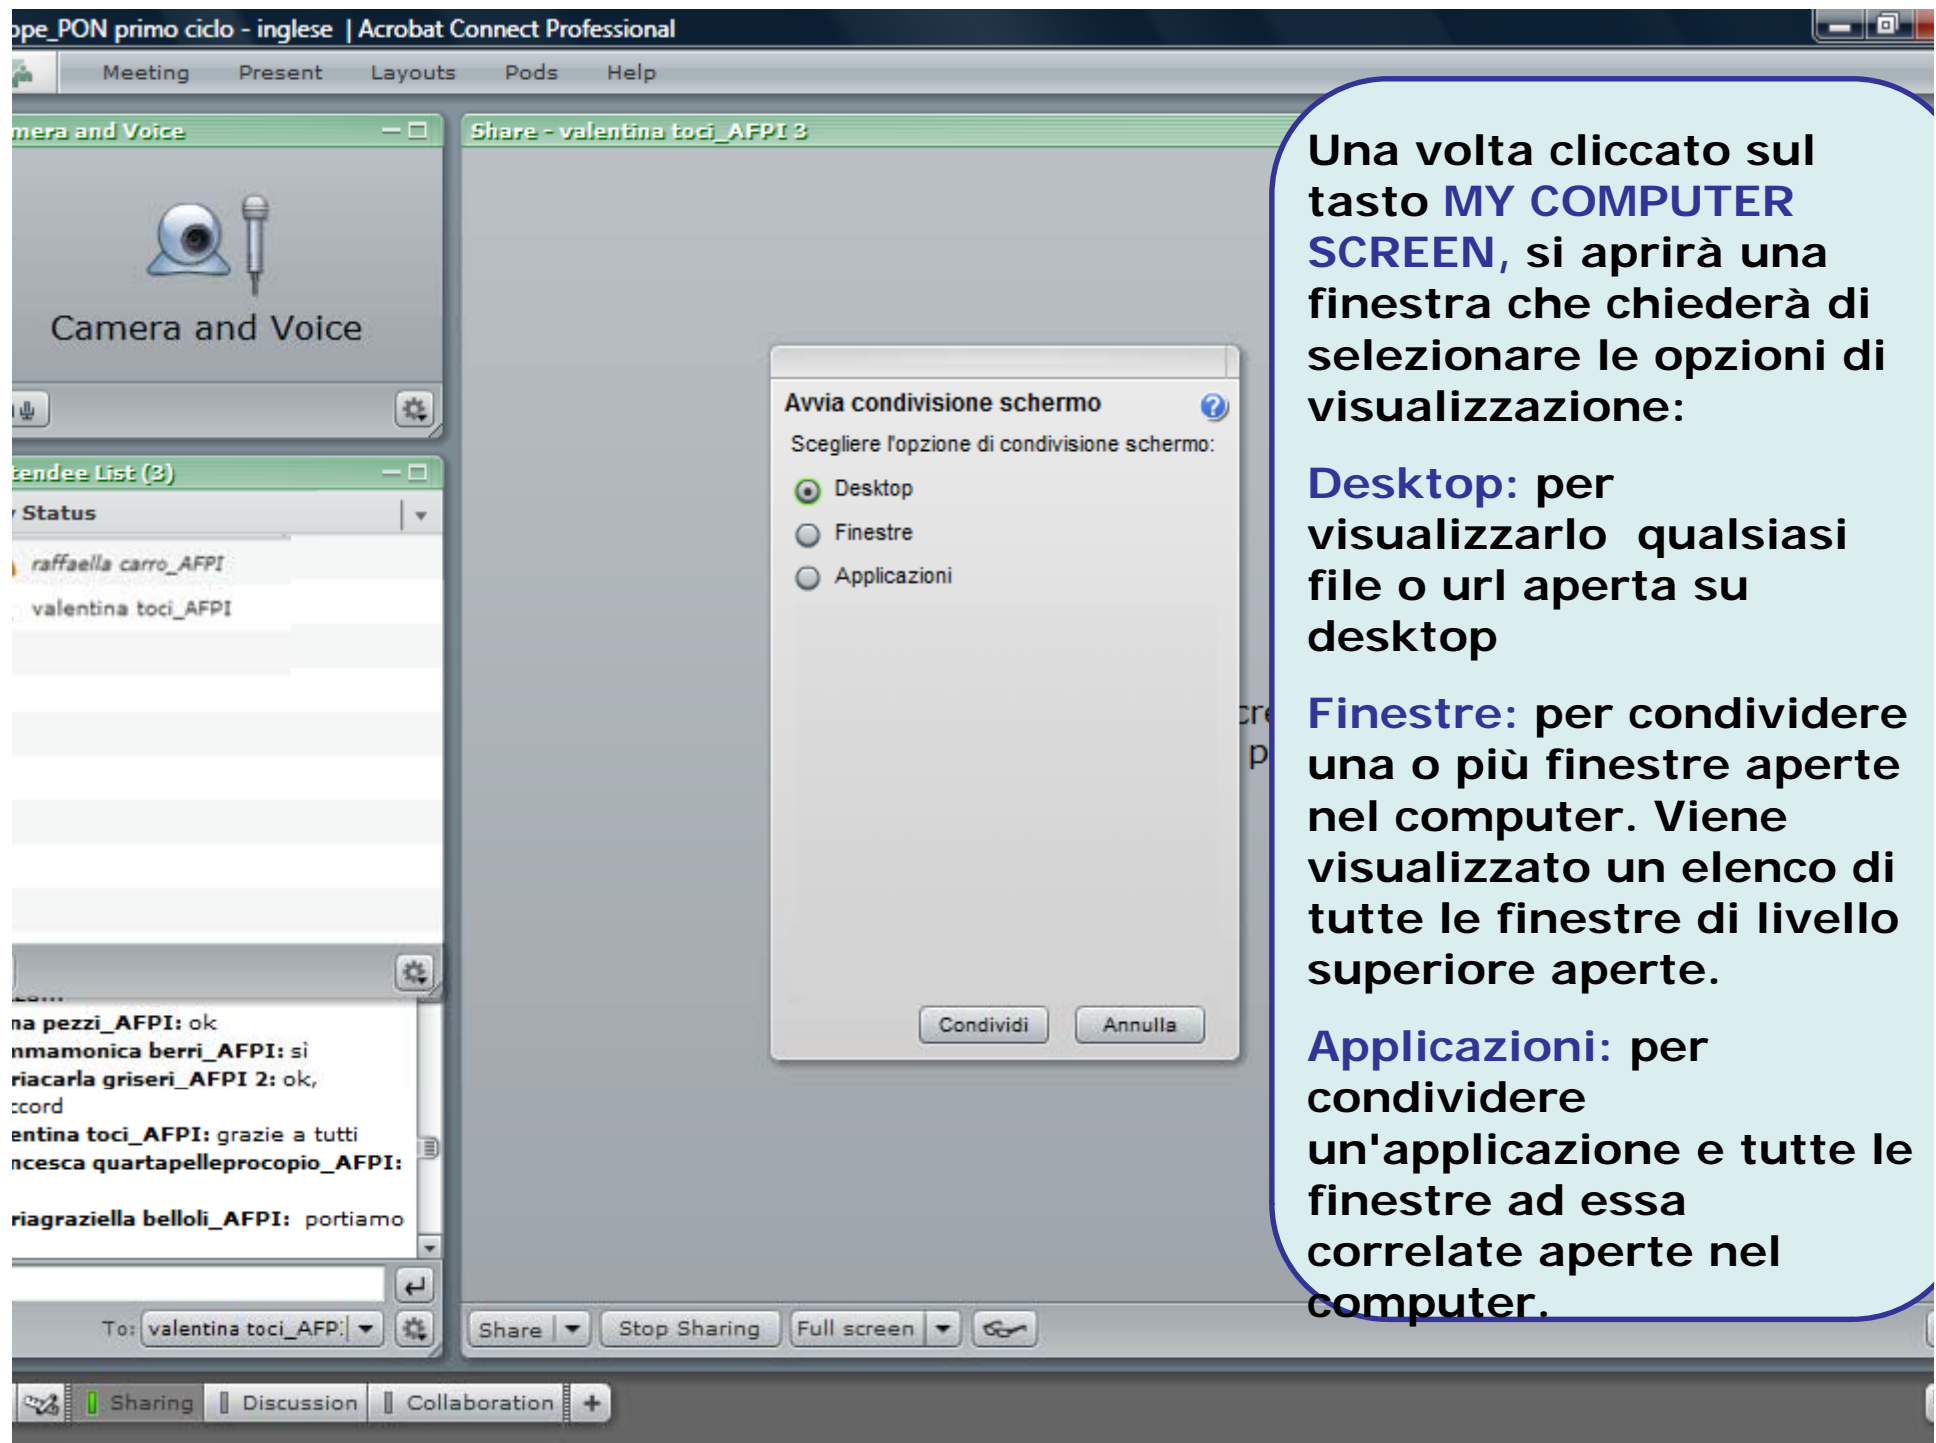 ope_PON primo ciclo - inglese | Acrobat Connect Professional
Meeting Present Layouts Pods Help
mera and Voice
Camera and Voice
tendee List (3)
Status
raffaella carro_AFPI
valentina toci_AFPI
na pezzi_AFPI: ok
mmamonica berri_AFPI: sì
riacarla griseri_AFPI 2: ok,
ccord
entina toci_AFPI: grazie a tutti
ncesca quartapelleprocopio_AFPI:
riagraziella belloli_AFPI: portiamo
To: valentina toci_AFP
Share - valentina toci_AFPI 3
Avvia condivisione schermo
Scegliere l'opzione di condivisione schermo:
Desktop
Finestre
Applicazioni
Condividi Annulla
cre
p
Share Stop Sharing Full screen
Sharing Discussion Collaboration +
Una volta cliccato sul
tasto MY COMPUTER
SCREEN, si aprirà una
finestra che chiederà di
selezionare le opzioni di
visualizzazione:
Desktop: per
visualizzarlo qualsiasi
file o url aperta su
desktop
Finestre: per condividere
una o più finestre aperte
nel computer. Viene
visualizzato un elenco di
tutte le finestre di livello
superiore aperte.
Applicazioni: per
condividere
un'applicazione e tutte le
finestre ad essa
correlate aperte nel
computer.